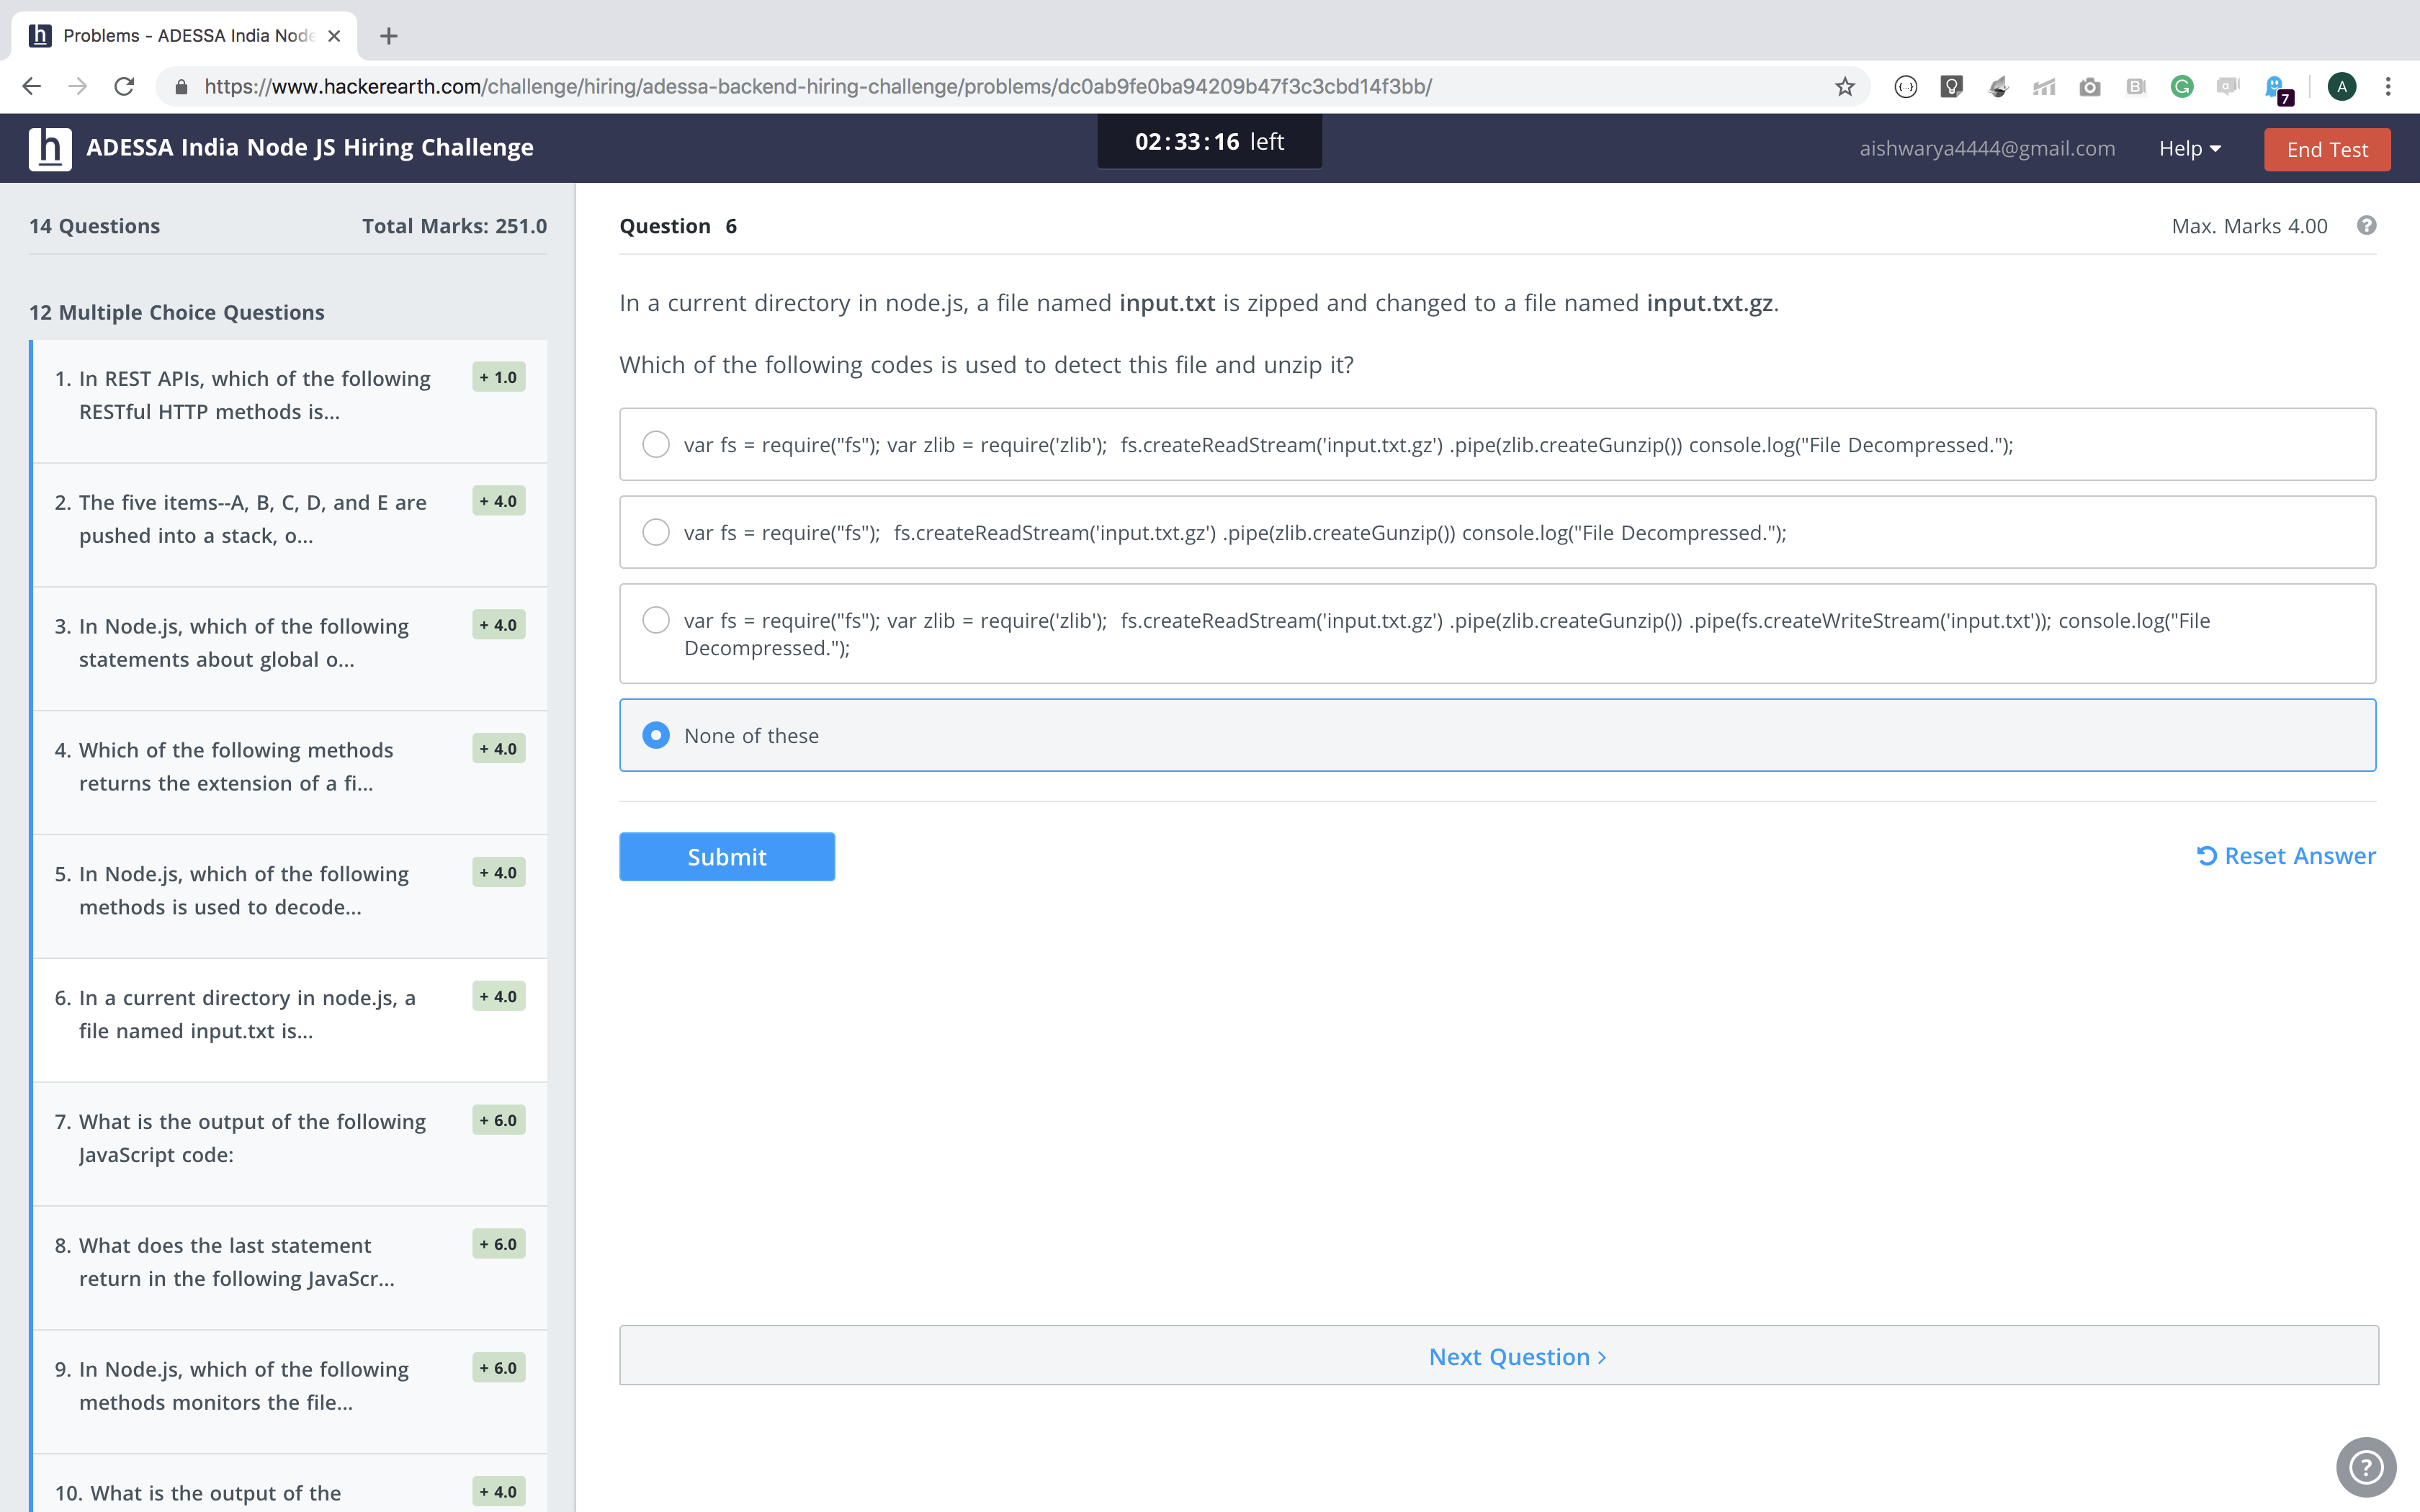 Problems - ADESSA India Node
https://www.hackerearth.com/challenge/hiring/adessa-backend-hiring-challenge/problems/dc0ab9fe0ba94209b47f3c3cbd14f3bb/
7
A
h ADESSA India Node JS Hiring Challenge
02:33:16 left
aishwarya4444@gmail.com
Help
End Test
14 Questions
Total Marks: 251.0
12 Multiple Choice Questions
1. In REST APIs, which of the following
RESTful HTTP methods is...
+ 1.0
2. The five items--A, B, C, D, and E are
pushed into a stack, o...
+ 4.0
3. In Node.js, which of the following
statements about global o...
+ 4.0
4. Which of the following methods
returns the extension of a fi...
+ 4.0
5. In Node.js, which of the following
methods is used to decode...
+ 4.0
6. In a current directory in node.js, a
file named input.txt is...
+ 4.0
7. What is the output of the following
JavaScript code:
+ 6.0
8. What does the last statement
return in the following JavaScr...
+ 6.0
9. In Node.js, which of the following
methods monitors the file...
+ 6.0
10. What is the output of the
+ 4.0
Question 6
Max. Marks 4.00
In a current directory in node.js, a file named input.txt is zipped and changed to a file named input.txt.gz.
Which of the following codes is used to detect this file and unzip it?
var fs = require("fs"); var zlib = require('zlib');  fs.createReadStream('input.txt.gz') .pipe(zlib.createGunzip()) console.log("File Decompressed.");
var fs = require("fs");  fs.createReadStream('input.txt.gz') .pipe(zlib.createGunzip()) console.log("File Decompressed.");
var fs = require("fs"); var zlib = require('zlib');  fs.createReadStream('input.txt.gz') .pipe(zlib.createGunzip()) .pipe(fs.createWriteStream('input.txt')); console.log("File
Decompressed.");
None of these
Submit
Reset Answer
Next Question >